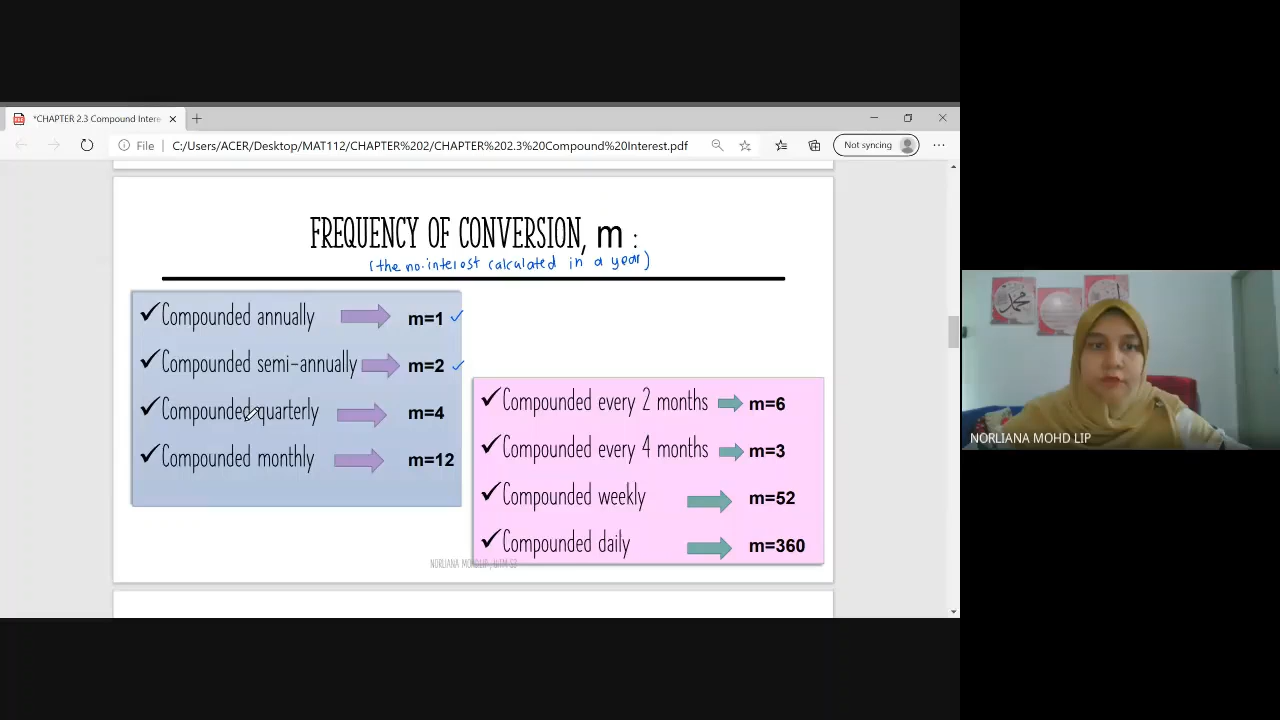 *CHAPTER 2.3 Compound Intere
File
C:/Users/ACER/Desktop/MAT112/CHAPTER%202/CHAPTER%202.3%20Compound%20Interest.pdf
Not syncing
FREQUENCY OF CONVERSION, m :
(the no. interest calculated in a year)
✓Compounded annually m=1 ✓
✓Compounded semi-annually m=2 ✓
✓Compounded quarterly m=4
✓Compounded monthly m=12
✓Compounded every 2 months m=6
✓Compounded every 4 months m=3
✓Compounded weekly m=52
✓Compounded daily m=360
NORLIANA MOHD LIP